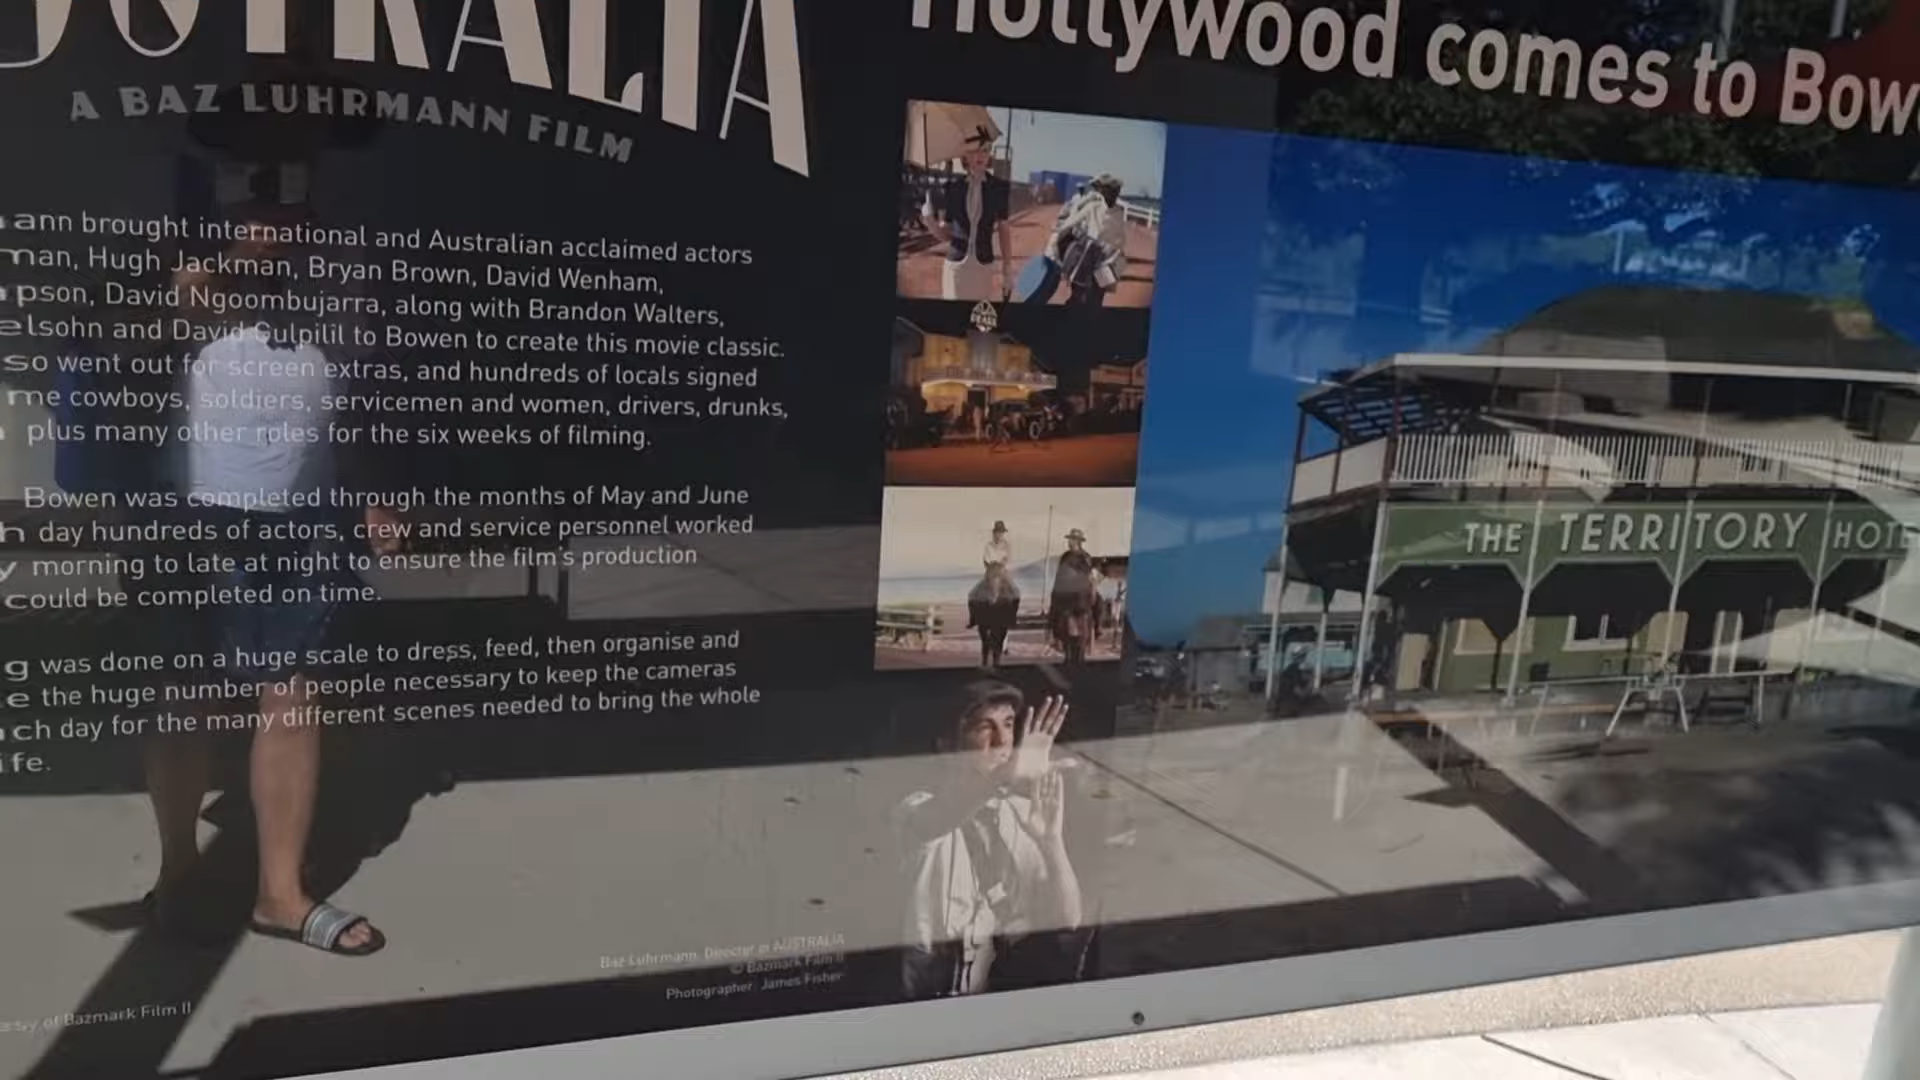 AUSTRALIA
A BAZ LUHRMANN FILM
ann brought international and Australian acclaimed actors
man, Hugh Jackman, Bryan Brown, David Wenham,
pson, David Ngoombujarra, along with Brandon Walters,
elsohn and David Gulpilil to Bowen to create this movie classic.
so went out for screen extras, and hundreds of locals signed
me cowboys, soldiers, servicemen and women, drivers, drunks,
plus many other roles for the six weeks of filming.
Bowen was completed through the months of May and June
h day hundreds of actors, crew and service personnel worked
y morning to late at night to ensure the film's production
could be completed on time.
g was done on a huge scale to dress, feed, then organise and
e the huge number of people necessary to keep the cameras
ch day for the many different scenes needed to bring the whole
ife.
Baz Luhrmann, Director of AUSTRALIA
© Bazmark Film II
Photographer: James Fisher
of Bazmark Film II
Hollywood comes to Bowe
THE TERRITORY HOTE